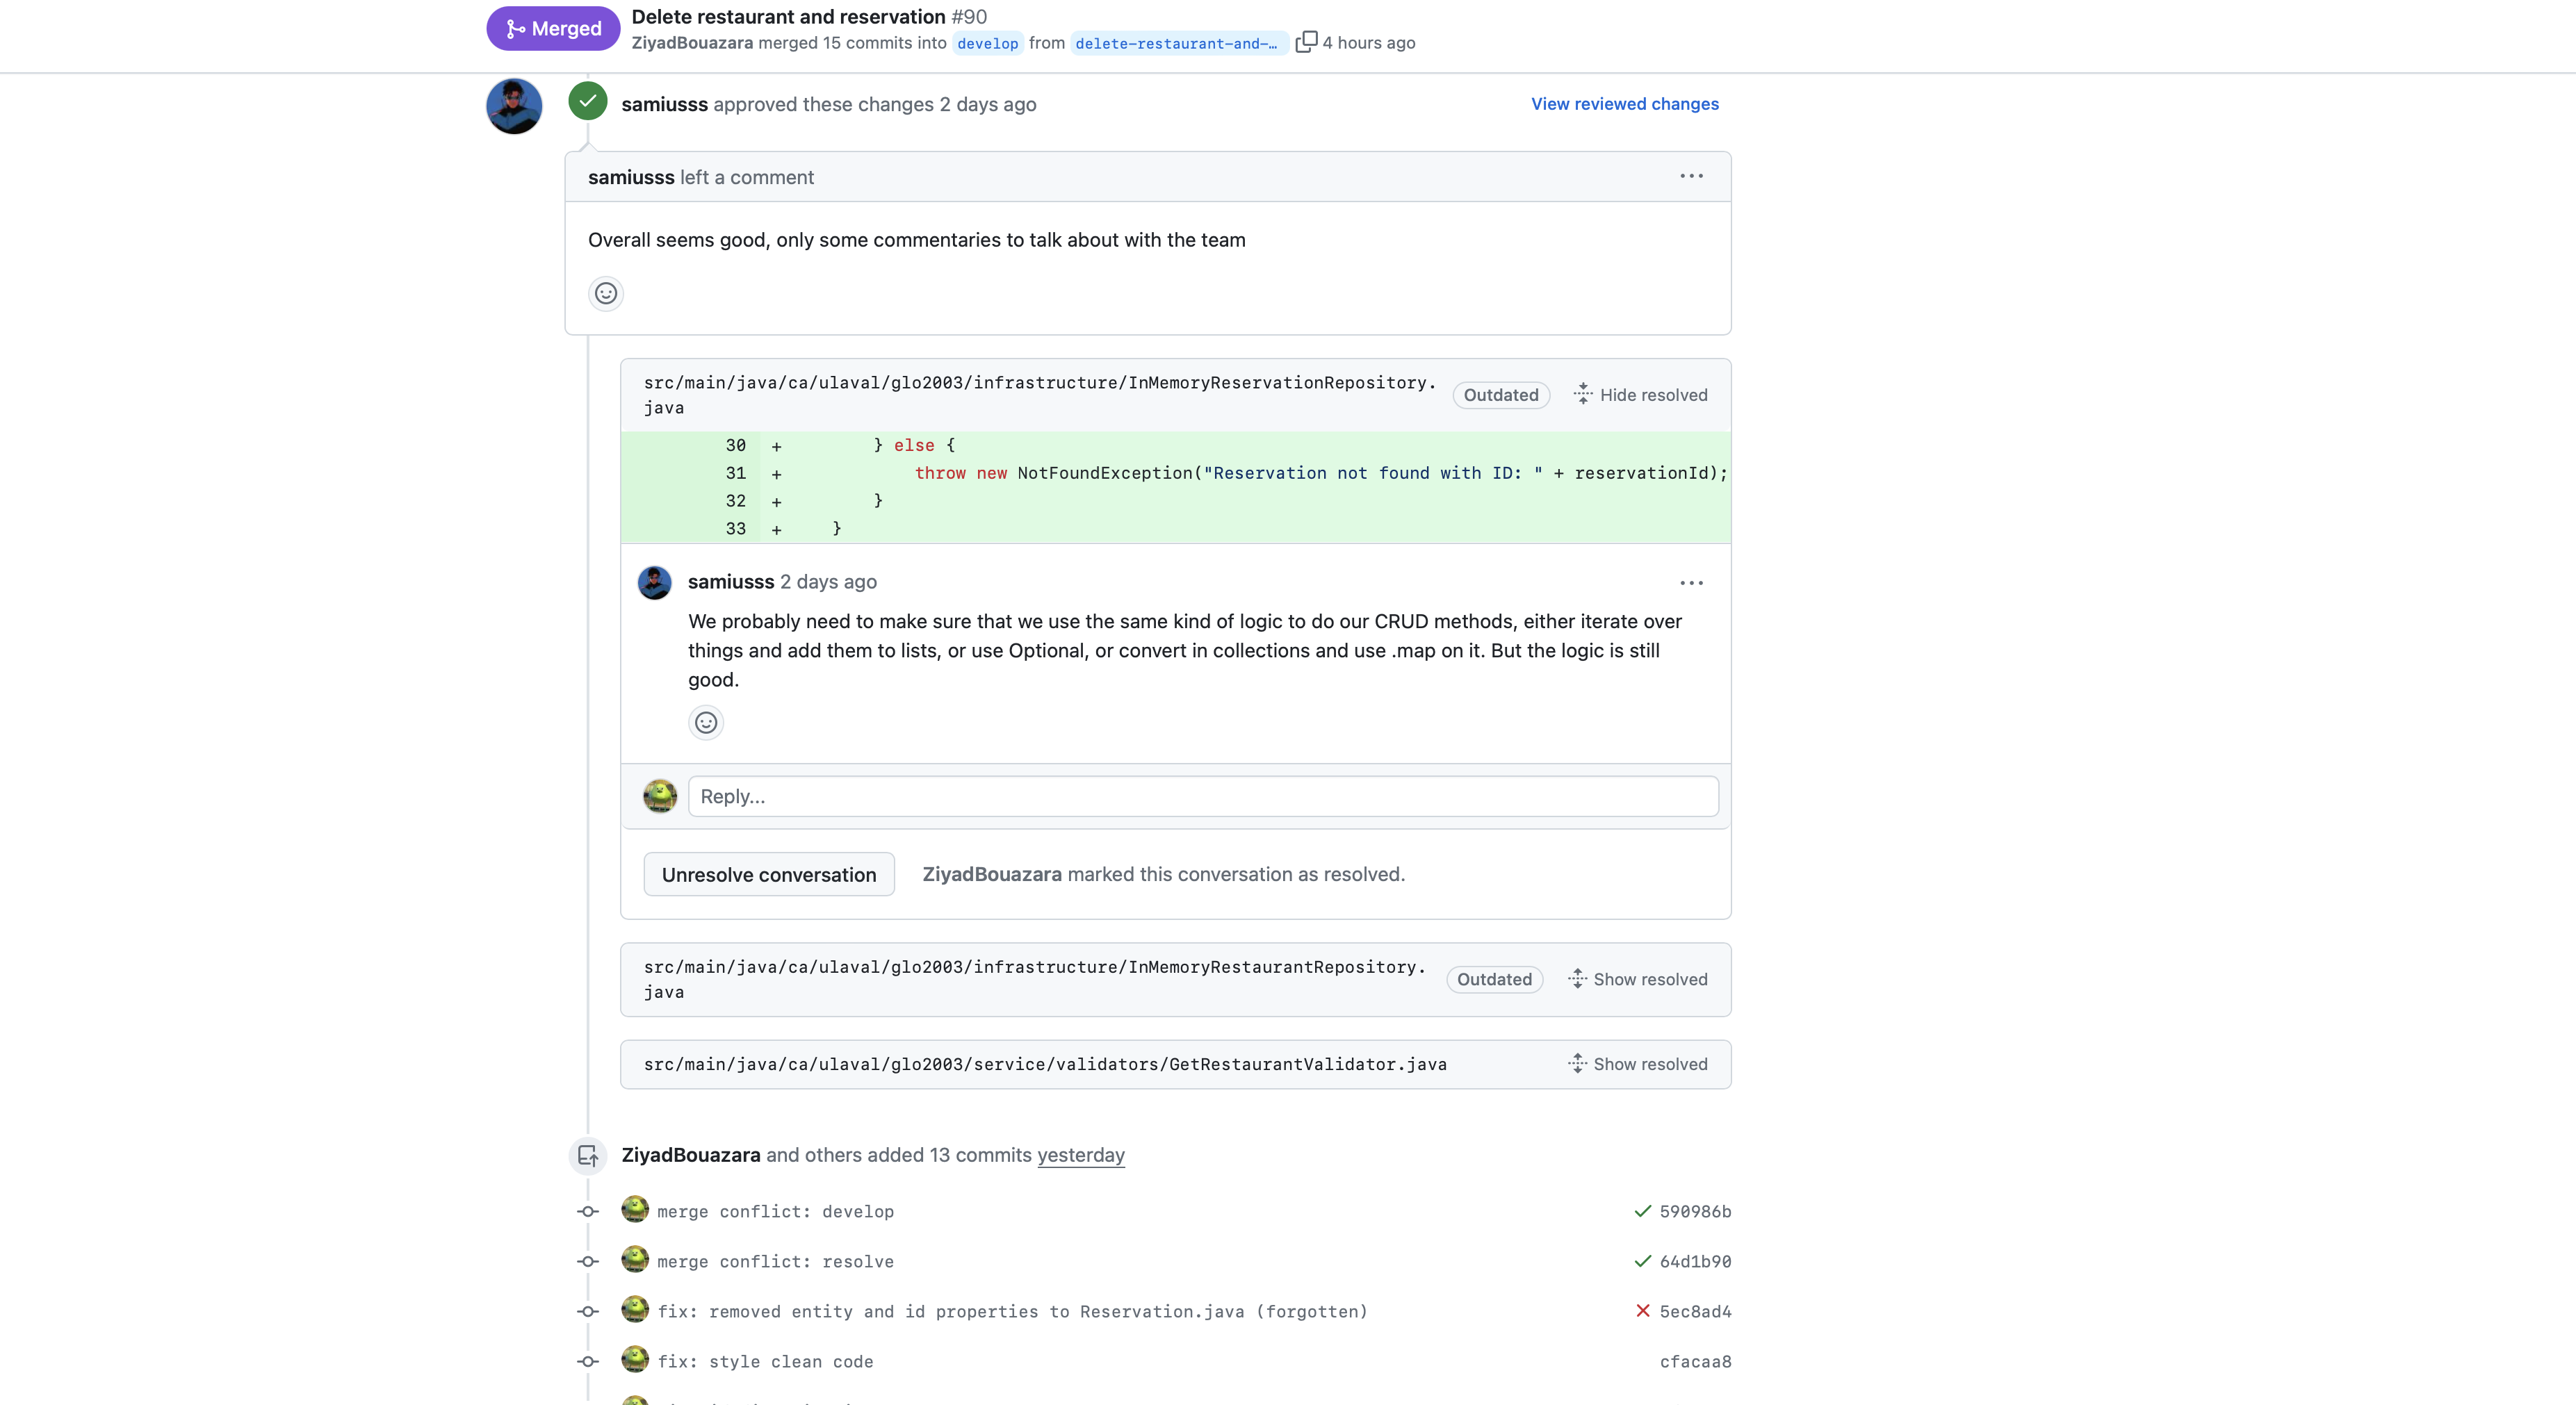 Merged
Delete restaurant and reservation #90
ZiyadBouazara merged 15 commits into develop from delete-restaurant-and-… 4 hours ago
samiusss approved these changes 2 days ago
View reviewed changes
samiusss left a comment
Overall seems good, only some commentaries to talk about with the team
src/main/java/ca/ulaval/glo2003/infrastructure/InMemoryReservationRepository.
java
Outdated
Hide resolved
30 + } else {
31 + throw new NotFoundException("Reservation not found with ID: " + reservationId);
32 + }
33 + }
samiusss 2 days ago
We probably need to make sure that we use the same kind of logic to do our CRUD methods, either iterate over
things and add them to lists, or use Optional, or convert in collections and use .map on it. But the logic is still
good.
Reply...
Unresolve conversation
ZiyadBouazara marked this conversation as resolved.
src/main/java/ca/ulaval/glo2003/infrastructure/InMemoryRestaurantRepository.
java
Outdated
Show resolved
src/main/java/ca/ulaval/glo2003/service/validators/GetRestaurantValidator.java
Show resolved
ZiyadBouazara and others added 13 commits yesterday
merge conflict: develop 590986b
merge conflict: resolve 64d1b90
fix: removed entity and id properties to Reservation.java (forgotten) 5ec8ad4
fix: style clean code cfacaa8